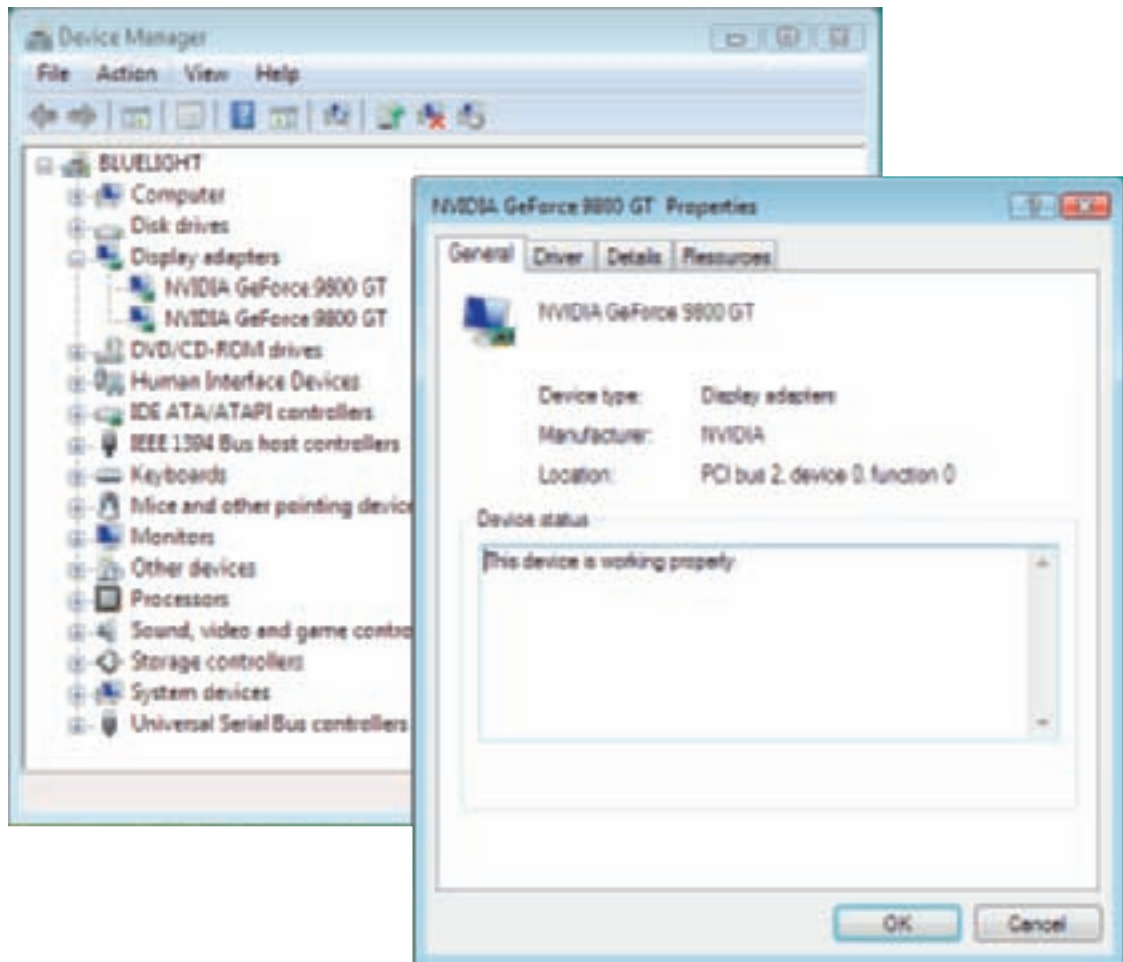 Device Manager
File Action View Help
BLUELIGHT
Computer
Disk drives
Display adapters
NVIDIA GeForce 9800 GT
NVIDIA GeForce 9800 GT
DVD/CD-ROM drives
Human Interface Devices
IDE ATA/ATAPI controllers
IEEE 1394 Bus host controllers
Keyboards
Mice and other pointing device
Monitors
Other devices
Processors
Sound, video and game contro
Storage controllers
System devices
Universal Serial Bus controllers
NVIDIA GeForce 9800 GT Properties
General Driver Details Resources
NVIDIA GeForce 9800 GT
Device type: Display adapters
Manufacturer: NVIDIA
Location: PCI bus 2, device 0, function 0
Device status
This device is working properly.
OK Cancel